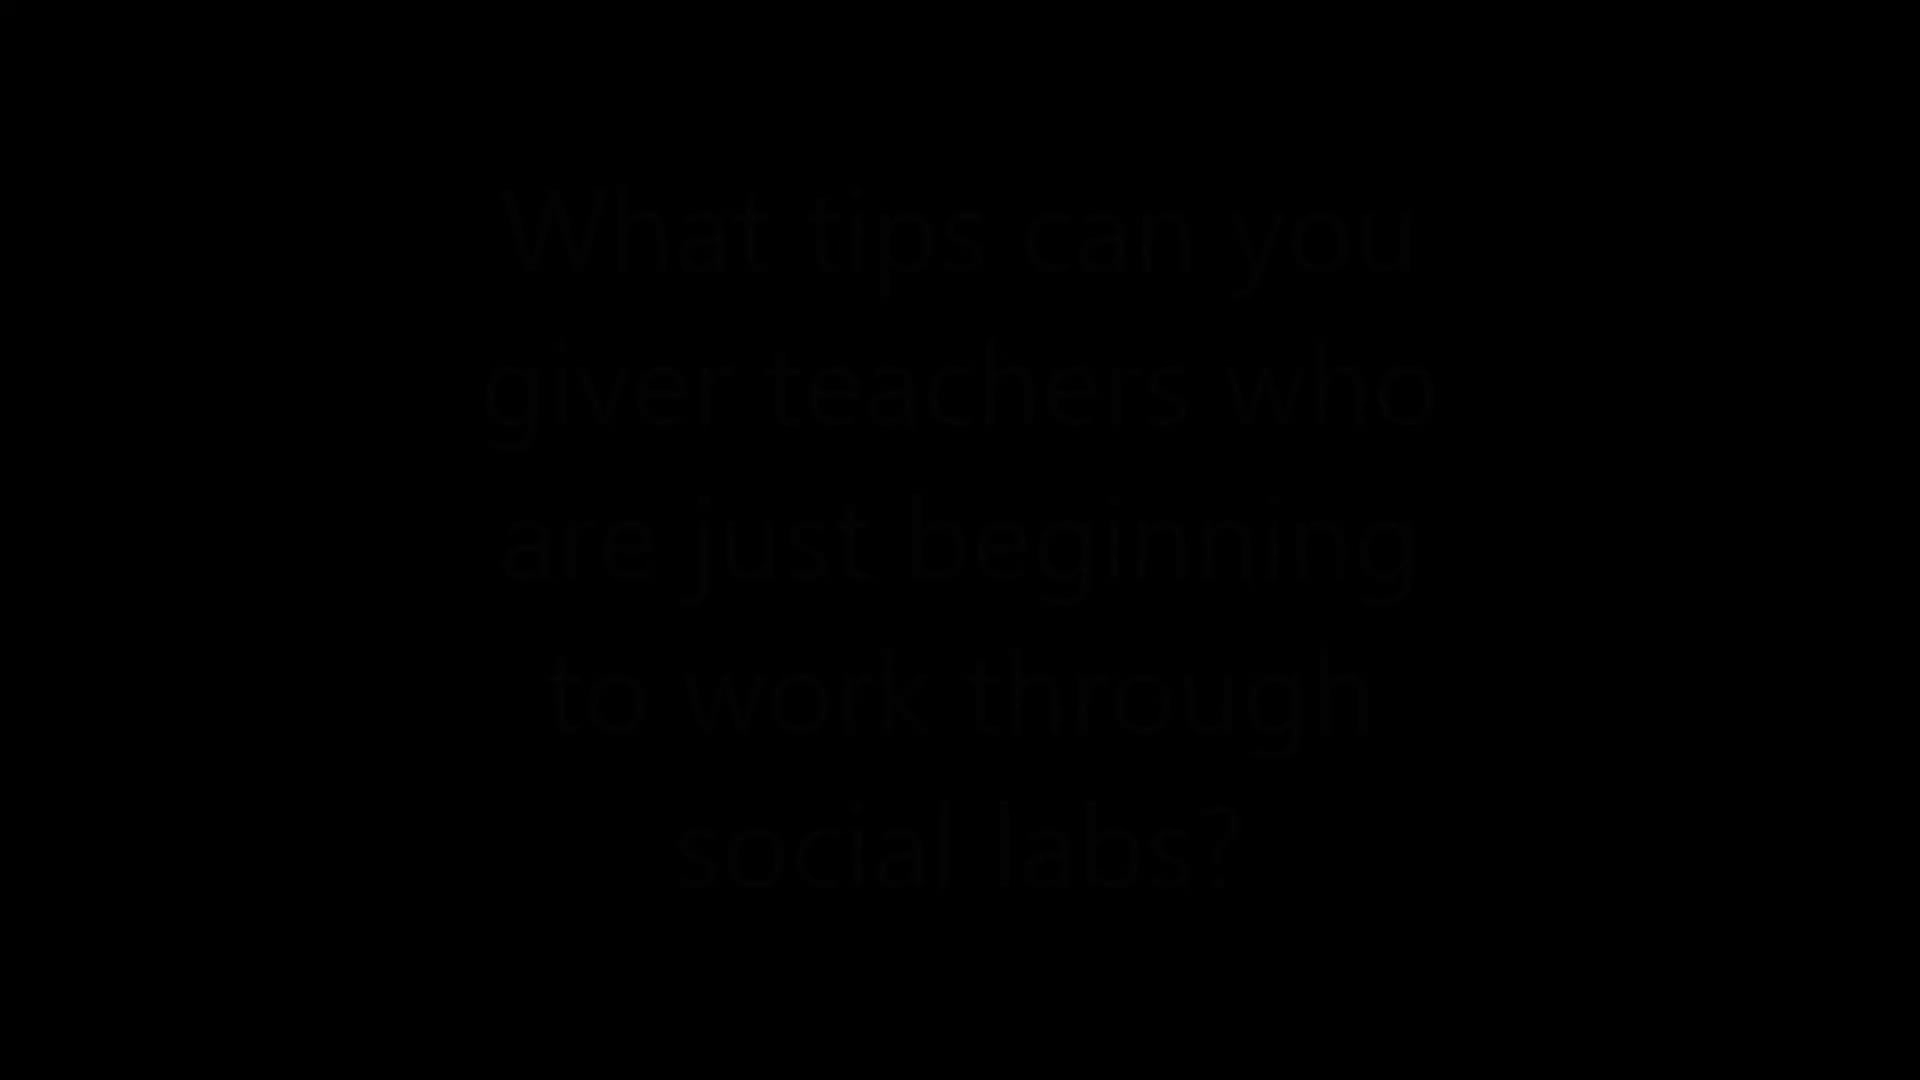 What tips can you
giver teachers who
are just beginning
to work through
social labs?